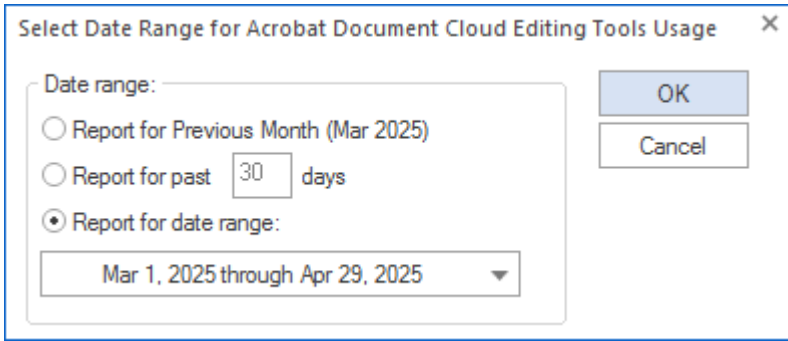 Select Date Range for Acrobat Document Cloud Editing Tools Usage
Date range:
OK
Report for Previous Month (Mar 2025)
Cancel
Report for past 30 days
Report for date range:
Mar 1, 2025 through Apr 29, 2025